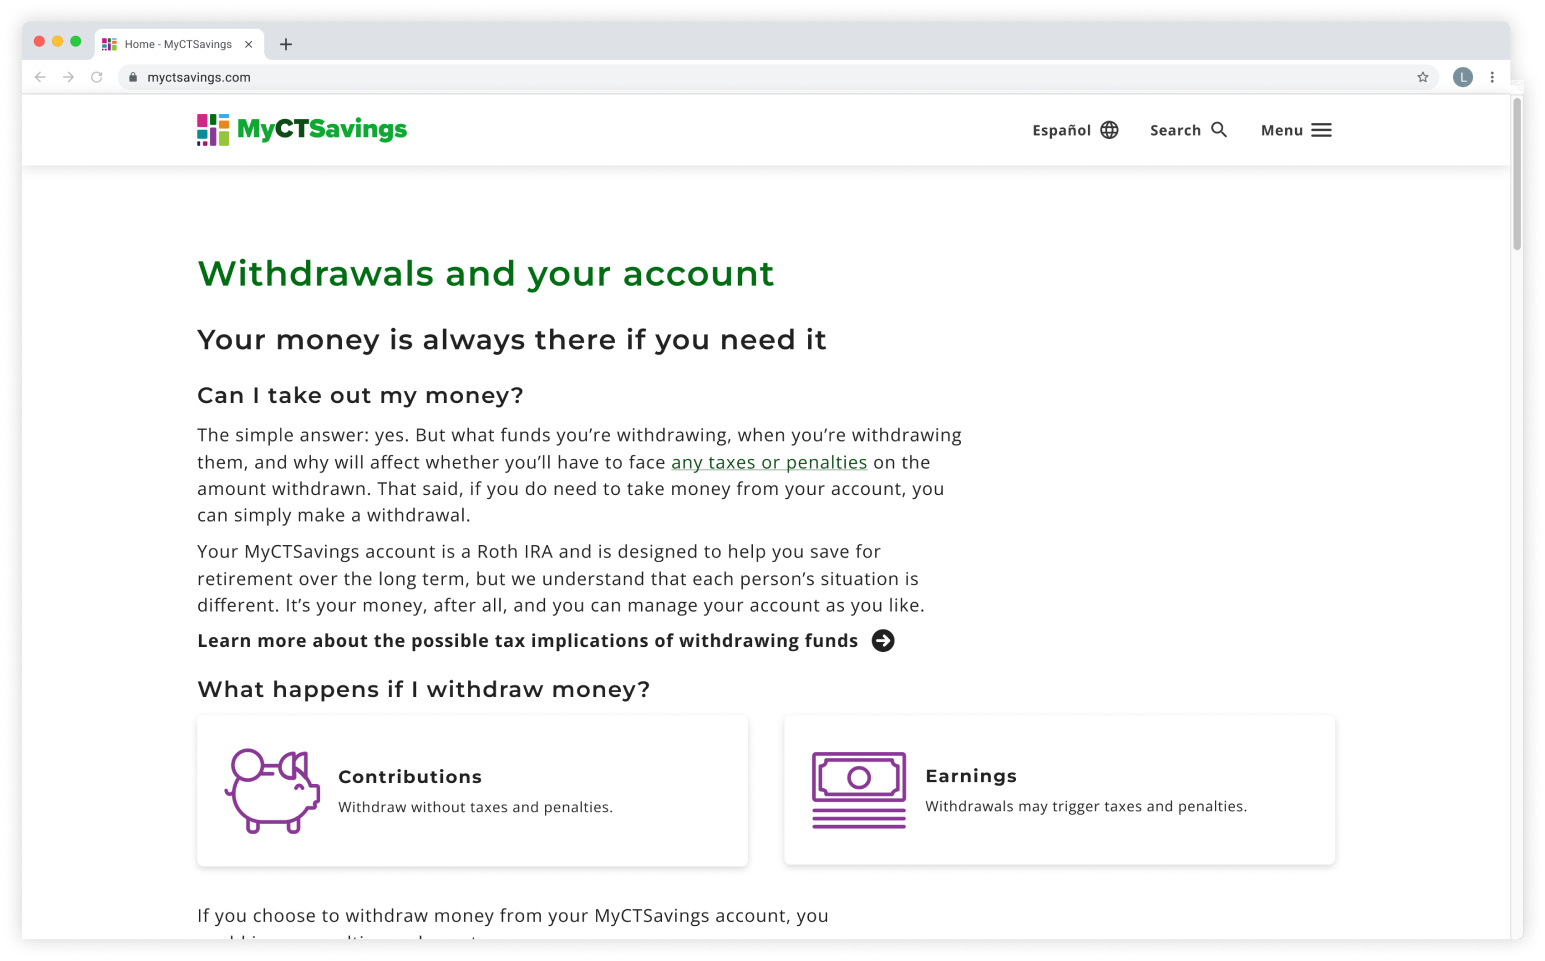 Home - MyCTSavings
myctsavings.com
L
MyCTSavings
Español
Search
Menu
Withdrawals and your account
Your money is always there if you need it
Can I take out my money?
The simple answer: yes. But what funds you’re withdrawing, when you’re withdrawing
them, and why will affect whether you’ll have to face any taxes or penalties on the
amount withdrawn. That said, if you do need to take money from your account, you
can simply make a withdrawal.
Your MyCTSavings account is a Roth IRA and is designed to help you save for
retirement over the long term, but we understand that each person’s situation is
different. It’s your money, after all, and you can manage your account as you like.
Learn more about the possible tax implications of withdrawing funds
What happens if I withdraw money?
Contributions
Withdraw without taxes and penalties.
Earnings
Withdrawals may trigger taxes and penalties.
If you choose to withdraw money from your MyCTSavings account, you